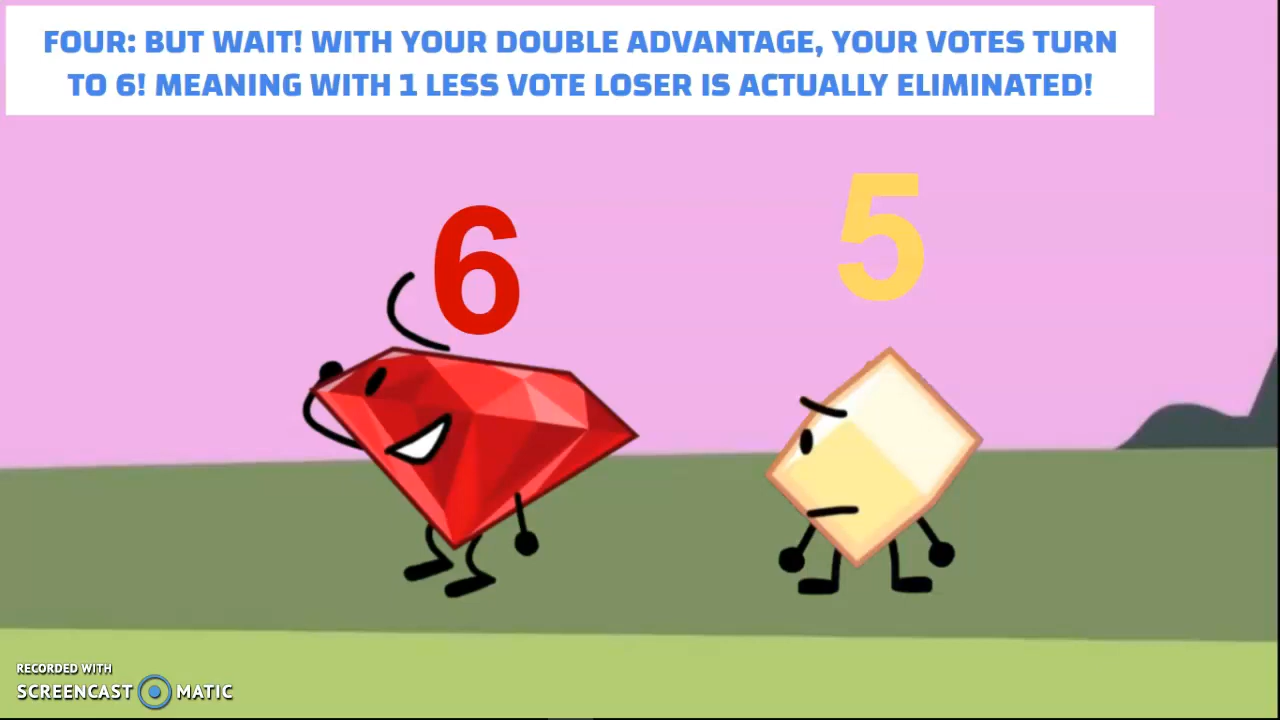 FOUR: BUT WAIT! WITH YOUR DOUBLE ADVANTAGE, YOUR VOTES TURN
TO 6! MEANING WITH 1 LESS VOTE LOSER IS ACTUALLY ELIMINATED!
6
5
RECORDED WITH
SCREENCAST MATIC